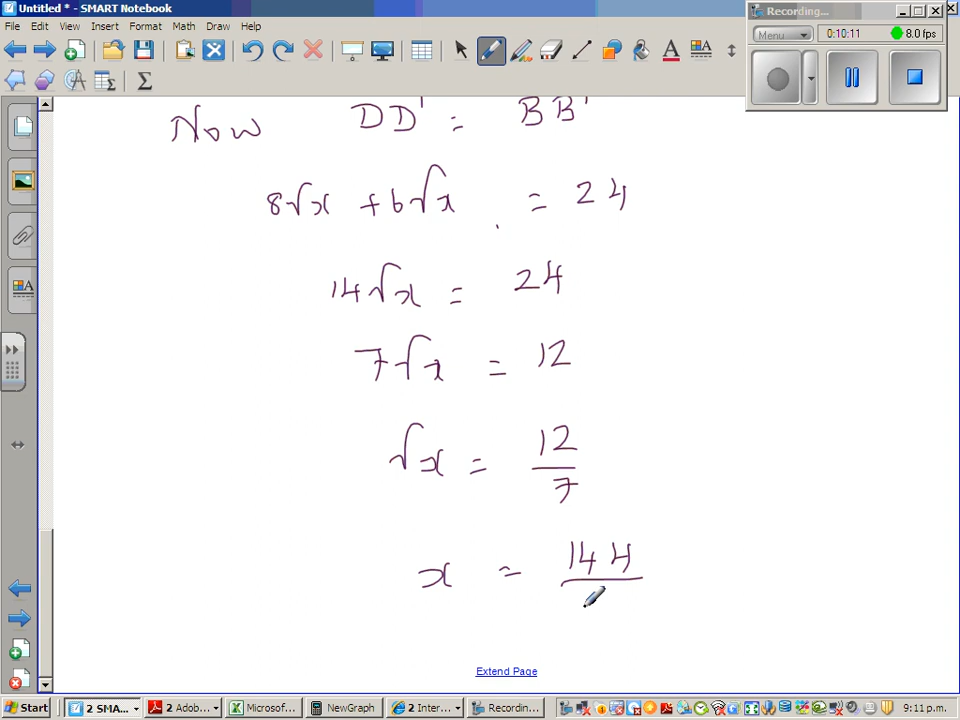 Untitled * - SMART Notebook
File Edit View Insert Format Math Draw Help
Recording...
Menu 0:10:11 8.0 fps
Now DD' = BB'
8√x + 6√x = 24
14√x = 24
7√x = 12
√x = 12/7
x = 144
Extend Page
Start 2 SMA... 2 Adob... Microsof... NewGraph 2 Inter... Recordin... 9:11 p.m.